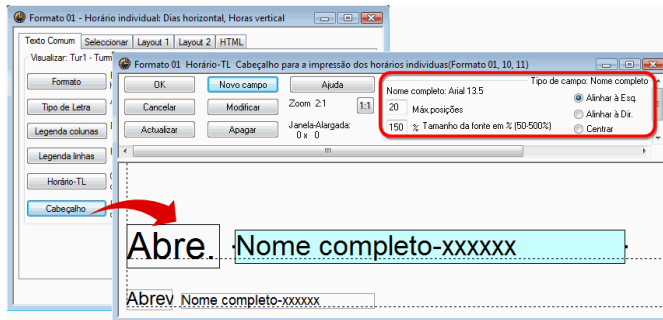 Formato 01 - Horário individual: Dias horizontal, Horas vertical
Texto Comum Seleccionar Layout 1 Layout 2 HTML
Visualizar: Tur1 - Turm
Formato
Tipo de Letra
Legenda colunas
Legenda linhas
Horário-TL
Cabeçalho
Formato 01 Horário-TL Cabeçalho para a impressão dos horários individuas(Formato 01, 10, 11)
OK Novo campo Ajuda
Cancelar Modificar Zoom 2:1 1:1
Actualizar Apagar Janela-Alargada:
0 x 0
Tipo de campo: Nome completo
Nome completo: Arial 13.5
Alinhar à Esq.
20 Máx.posições
Alinhar à Dir.
150 % Tamanho da fonte em % (50-500%)
Centrar
Abre. Nome completo-xxxxxx
Abrev Nome completo-xxxxxx